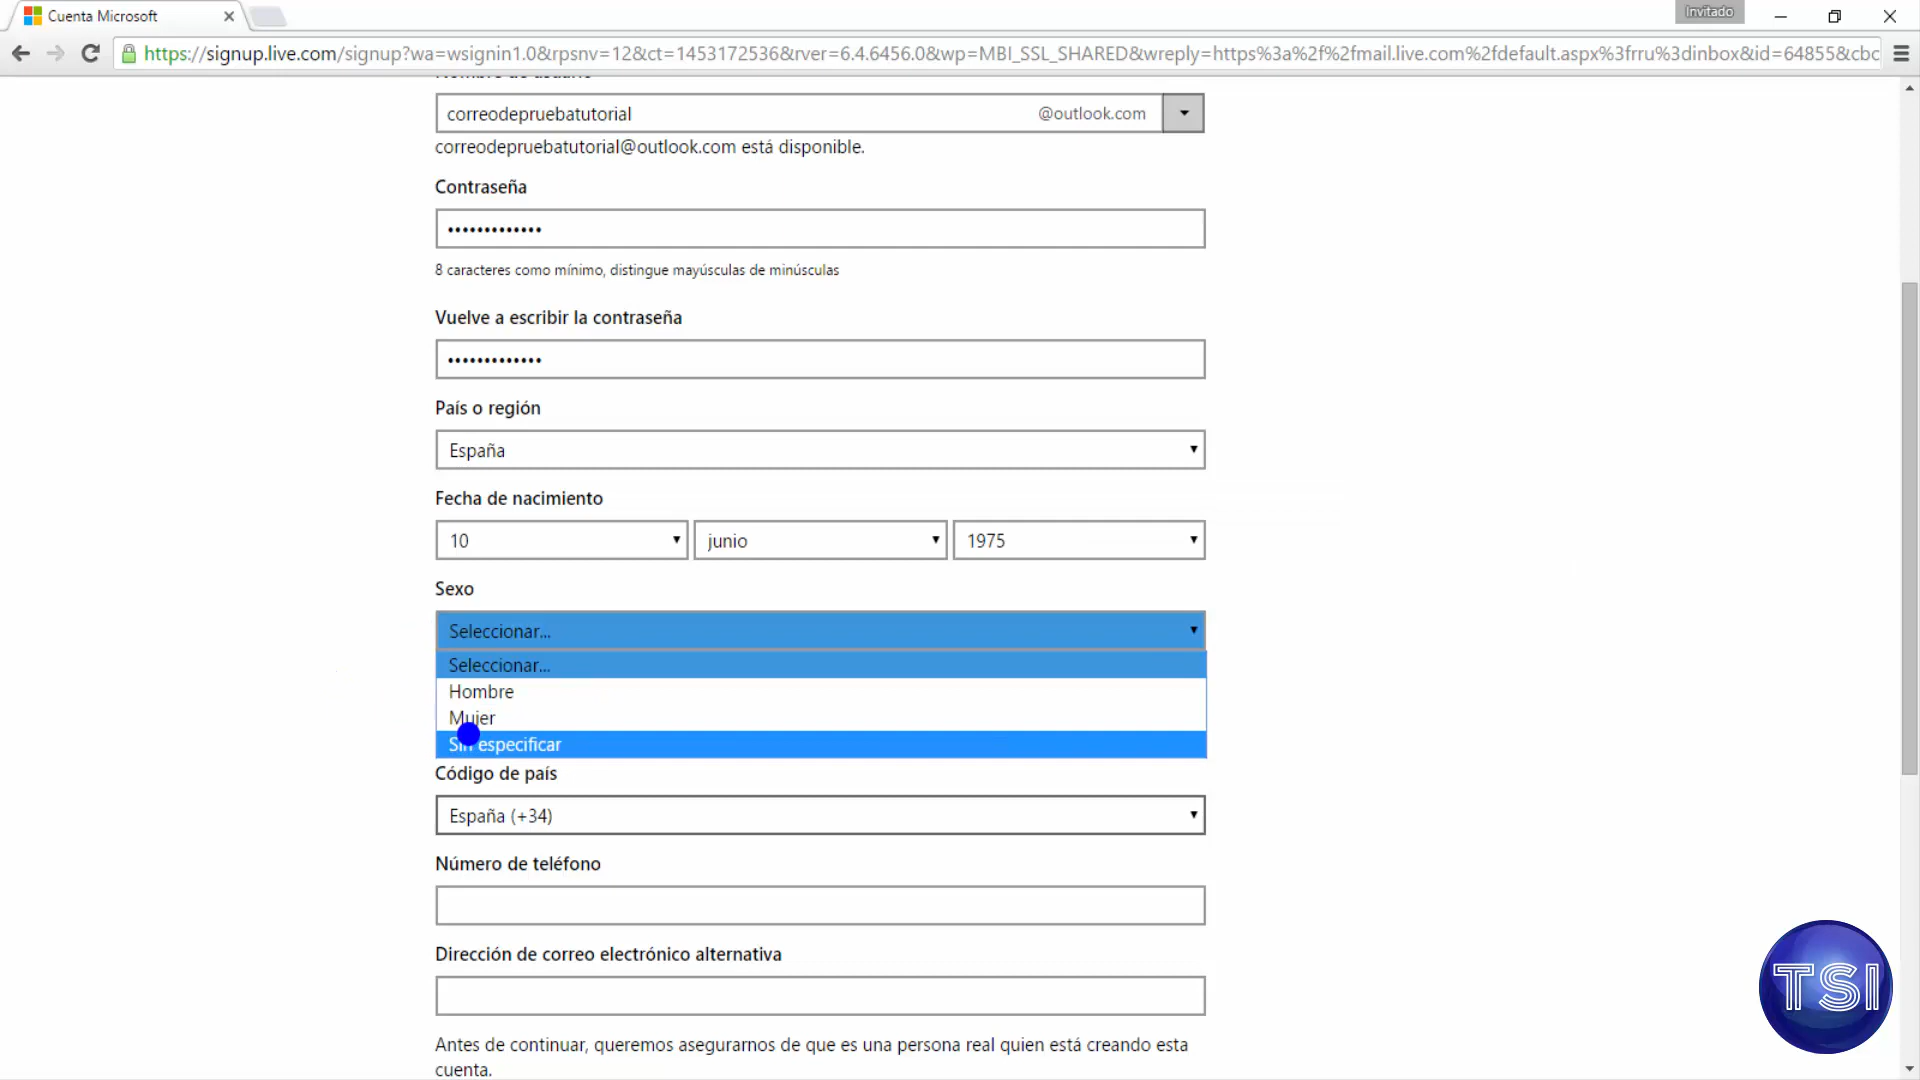 Cuenta Microsoft
Invitado
https://signup.live.com/signup?wa=wsignin1.0&rpsnv=12&ct=1453172536&rver=6.4.6456.0&wp=MBI_SSL_SHARED&wreply=https%3a%2f%2fmail.live.com%2fdefault.aspx%3frru%3dinbox&id=64855&cbc
Nombre de usuario
correodepruebatutorial @outlook.com
correodepruebatutorial@outlook.com está disponible.
Contraseña
•••••••••••••
8 caracteres como mínimo, distingue mayúsculas de minúsculas
Vuelve a escribir la contraseña
•••••••••••••
País o región
España
Fecha de nacimiento
10 junio 1975
Sexo
Seleccionar...
Seleccionar...
Hombre
Mujer
Sin especificar
Código de país
España (+34)
Número de teléfono
Dirección de correo electrónico alternativa
Antes de continuar, queremos asegurarnos de que es una persona real quien está creando esta
cuenta.
TSI